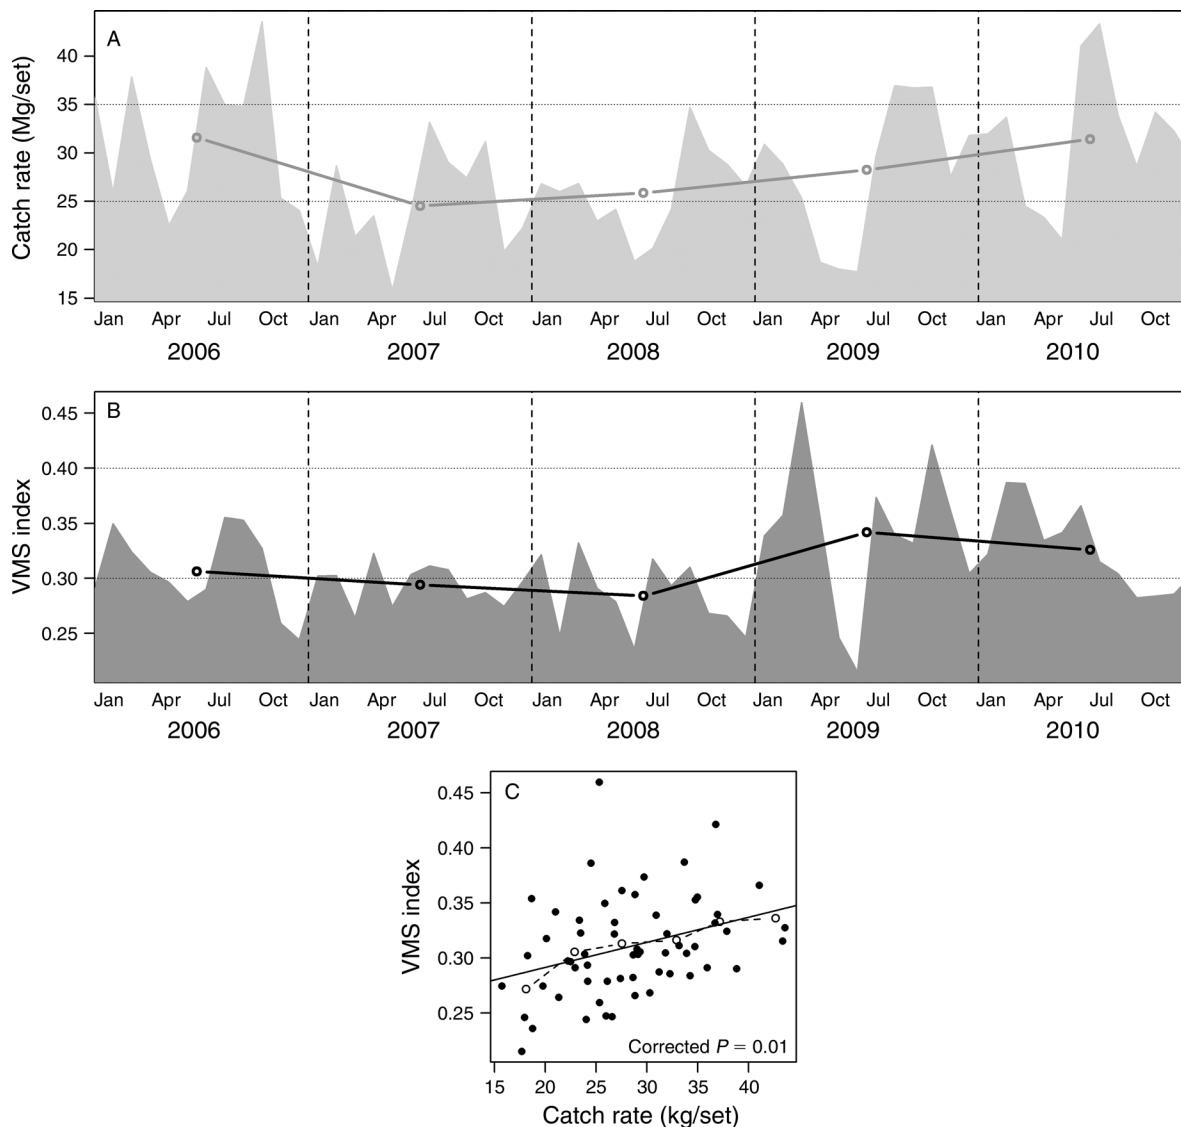 A
Catch rate (Mg/set)
40
35
30
25
20
15
Jan Apr Jul Oct Jan Apr Jul Oct Jan Apr Jul Oct Jan Apr Jul Oct Jan Apr Jul Oct
2006 2007 2008 2009 2010
B
VMS index
0.45
0.40
0.35
0.30
0.25
Jan Apr Jul Oct Jan Apr Jul Oct Jan Apr Jul Oct Jan Apr Jul Oct Jan Apr Jul Oct
2006 2007 2008 2009 2010
C
VMS index
0.45
0.40
0.35
0.30
0.25
Corrected P = 0.01
15 20 25 30 35 40
Catch rate (kg/set)